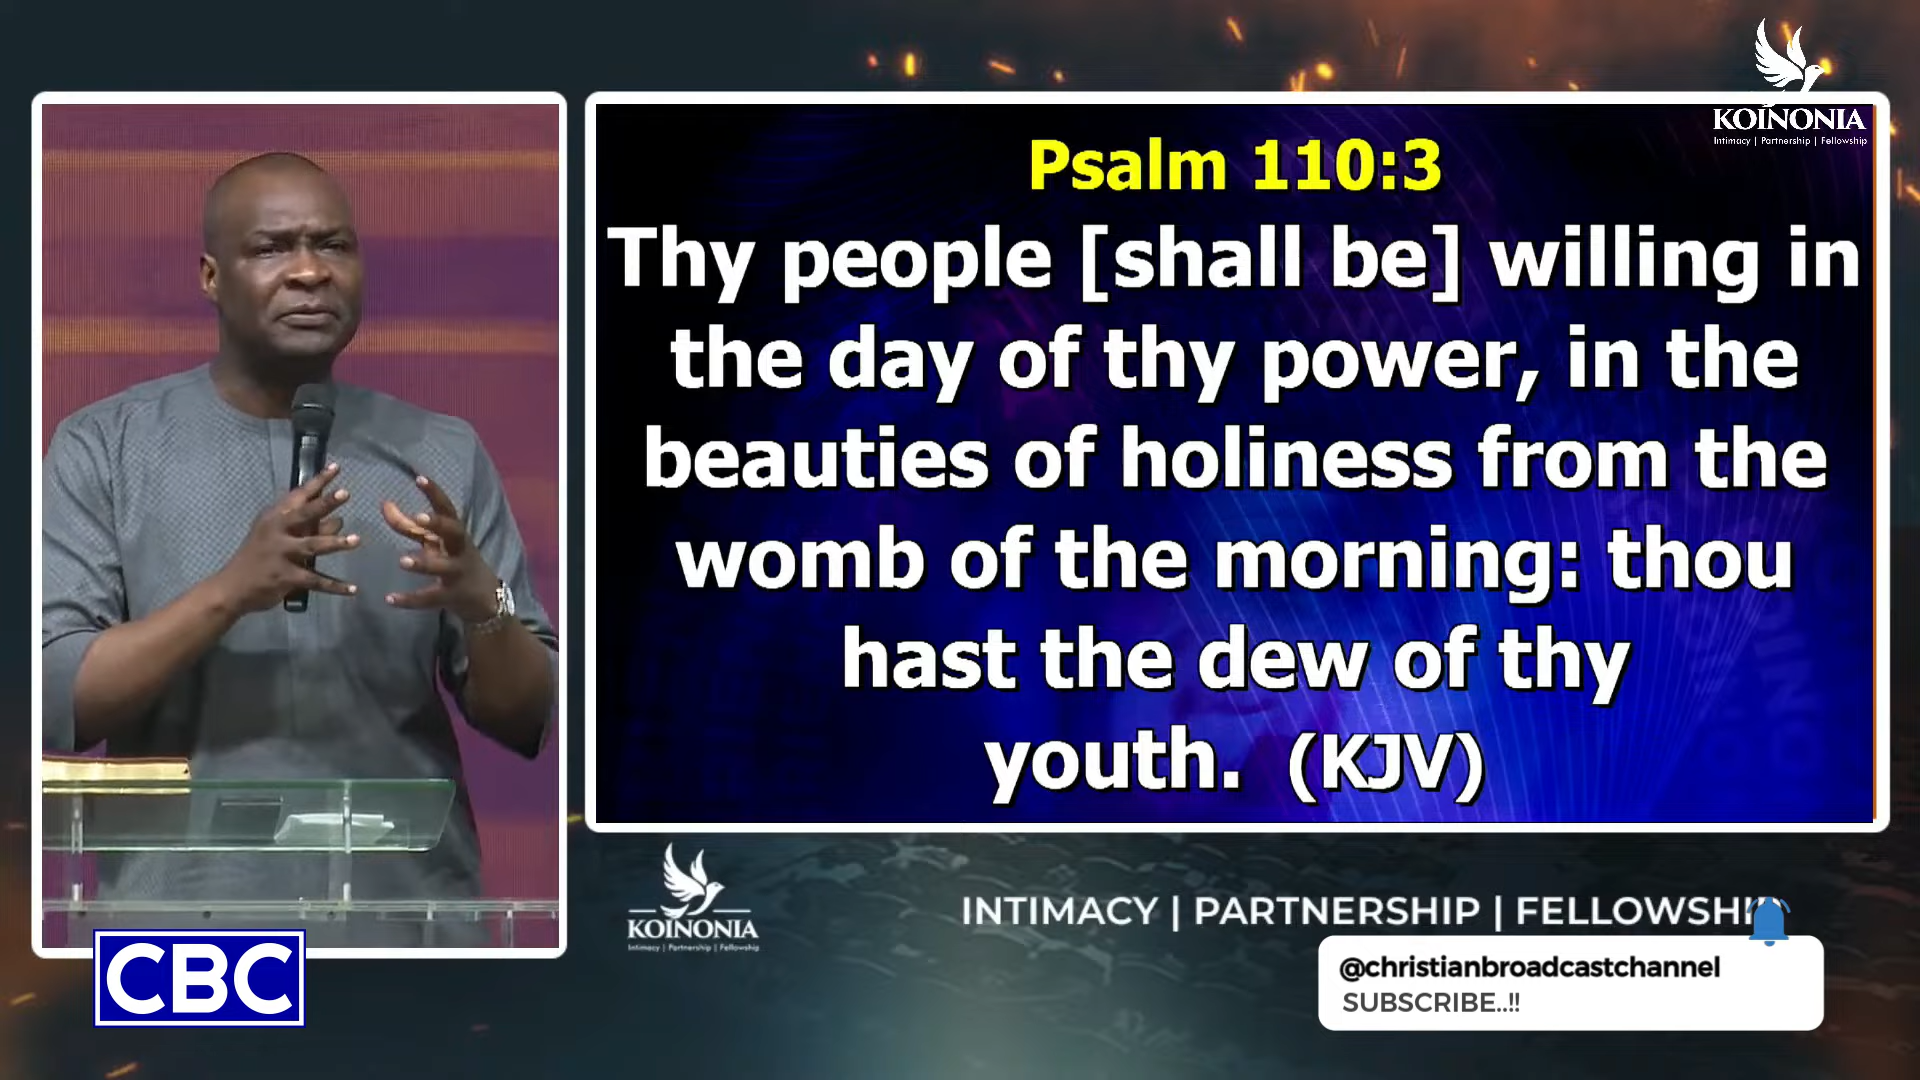 KOINONIA
Intimacy | Partnership | Fellowship
Psalm 110:3
Thy people [shall be] willing in
the day of thy power, in the
beauties of holiness from the
womb of the morning: thou
hast the dew of thy
youth. (KJV)
KOINONIA
Intimacy | Partnership | Fellowship
INTIMACY | PARTNERSHIP | FELLOWSHIP
CBC
@christianbroadcastchannel
SUBSCRIBE..!!